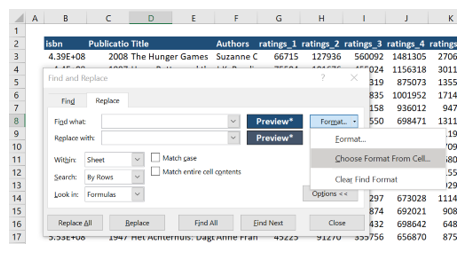 A B C D E F G H I J K
1
2 isbn Publicatio Title Authors ratings_1 ratings_2 ratings_3 ratings_4 ratings_5
3 4.39E+08 2008 The Hunger Games Suzanne C 66715 127936 560092 1481305 2706
4 024 1156318 3011
5 319 875073 1355
6 835 1001952 1714
7 158 936012 947
8 550 698471 1311
9
10
11
12
13
14 297 673028 1114
15 874 692021 908
16 432 698642 648
17 5.53E+08 1947 Het Achterhuis: Dag Anne Fran 45225 91270 355756 656870 875
Find and Replace ? ×
Find Replace
Find what: Preview* Format...
Replace with: Preview*
Within: Sheet Match case
Search: By Rows Match entire cell contents
Look in: Formulas Options <<
Replace All Replace Find All Find Next Close
Format...
Choose Format From Cell...
Clear Find Format